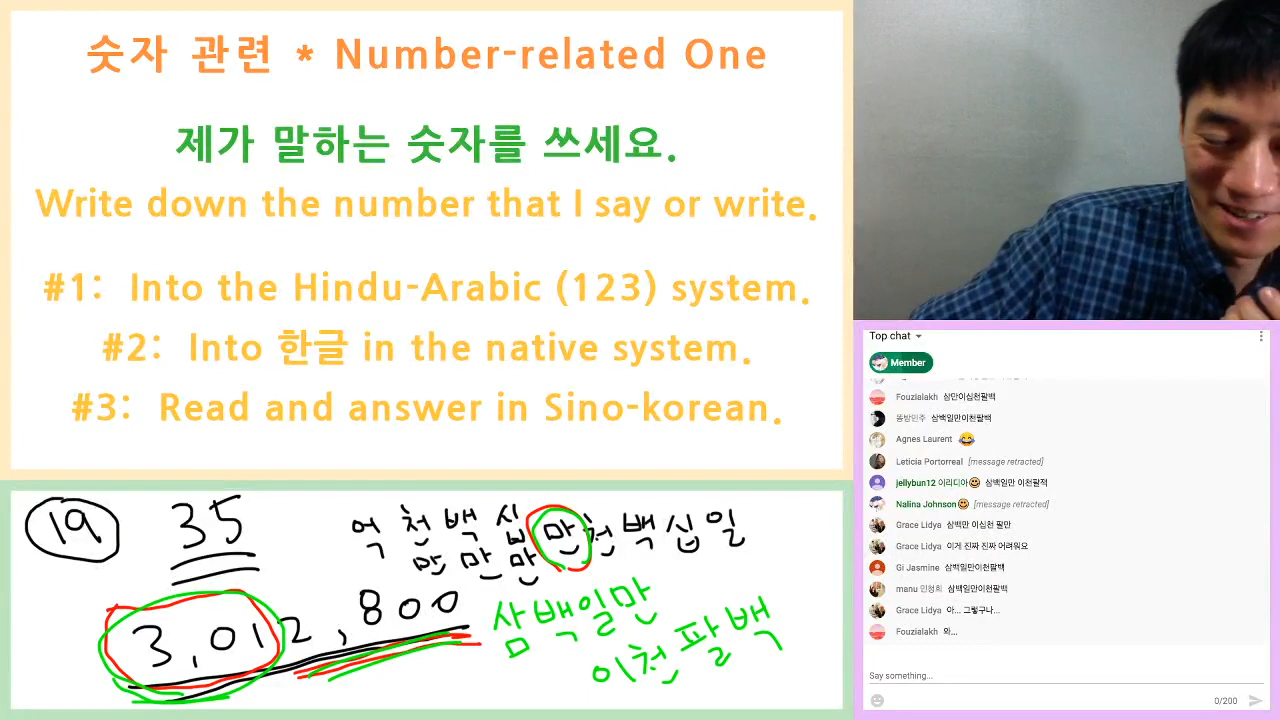 숫자 관련 * Number-related One
제가 말하는 숫자를 쓰세요.
Write down the number that I say or write.
#1: Into the Hindu-Arabic (123) system.
#2: Into 한글 in the native system.
#3: Read and answer in Sino-korean.
19
35
억 천 백 십 만 천 백 십 일
만 만 만
3,012,800
삼백일만
이천 팔백
Top chat
Member
Fouzialakh 삼만이십천팔백
똥방민주 삼백일만이천팔백
Agnes Laurent 😂
Leticia Portorreal [message retracted]
jellybun12 이리디아 삼백일만 이천팔적
Nalina Johnson [message retracted]
Grace Lidya 삼백만 이십천 팔만
Grace Lidya 이게 진짜 진짜 어려워요
Gi Jasmine 삼백일만이천팔백
manu 민청희 삼백일만이천팔백
Grace Lidya 아... 그렇구나...
Fouzialakh 와...
Say something...
0/200